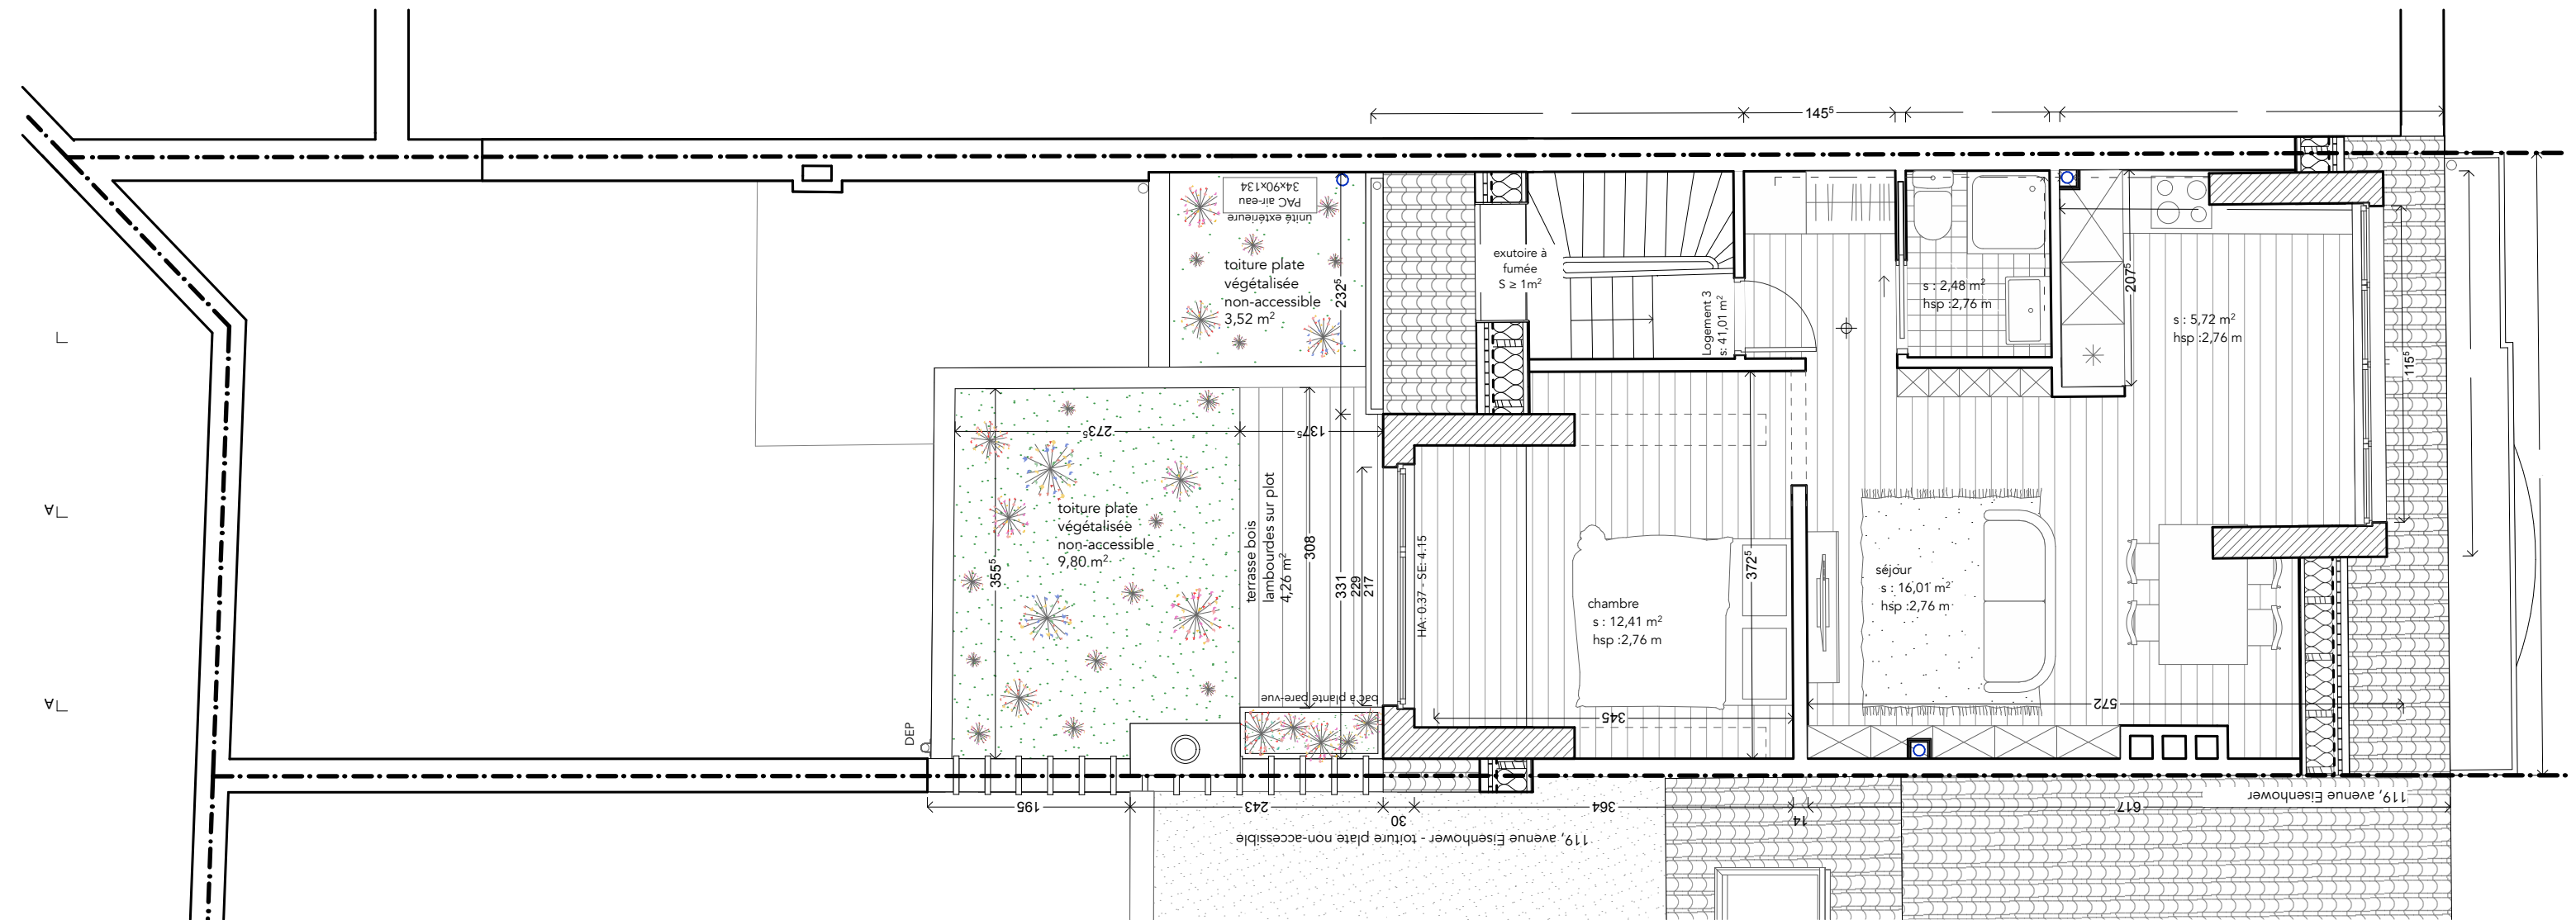 145⁵
34x90x134
PAC air-eau
unité extérieure
toiture plate
végétalisée
non-accessible
3,52 m²
232⁵
exutoire à
fumée
S ≥ 1m²
Logement 3
s: 41,01 m²
s : 2,48 m²
hsp :2,76 m
207⁵
s : 5,72 m²
hsp :2,76 m
115⁵
273⁵
137⁵
toiture plate
végétalisée
non-accessible
9,80 m²
355⁵
terrasse bois
lambourdes sur plot
4,26 m²
308
331
229
217
HA: 0.37 - SE: 4.15
372⁵
chambre
s : 12,41 m²
hsp :2,76 m
séjour
s : 16,01 m²
hsp :2,76 m
bac à planté pare-vue
345
572
DEP
A
A
195
243
30
364
14
617
119, avenue Eisenhower
119, avenue Eisenhower - toiture plate non-accessible